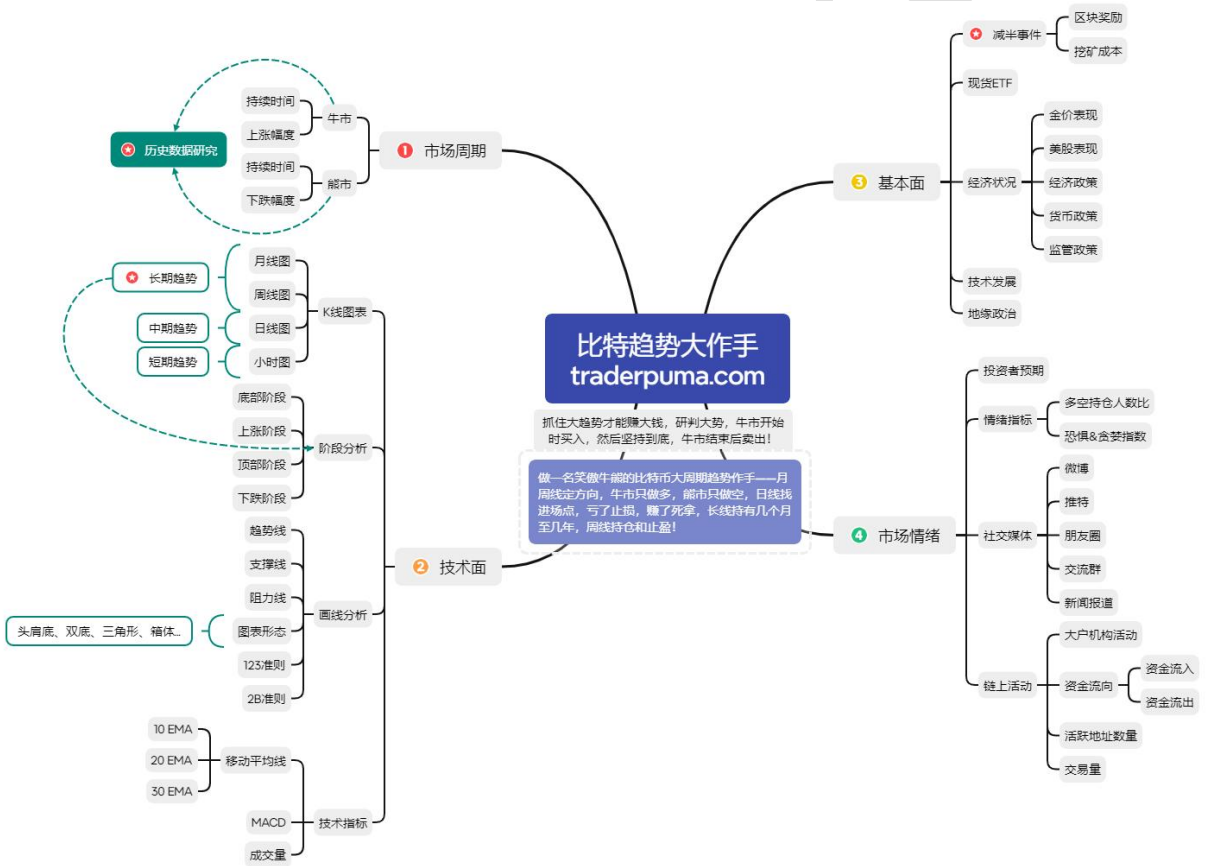 比特趋势大作手
traderpuma.com
抓住大趋势才能赚大钱，研判大势，牛市开始
时买入，然后坚持到底，牛市结束后卖出！
做一名笑傲牛熊的比特币大周期趋势作手——月
周线定方向，牛市只做多，熊市只做空，日线找
进场点，亏了止损，赚了死拿，长线持有几个月
至几年，周线持仓和止盈！
1 市场周期
牛市
持续时间
上涨幅度
熊市
持续时间
下跌幅度
历史数据研究
2 技术面
K线图表
月线图
周线图
日线图
小时图
长期趋势
中期趋势
短期趋势
阶段分析
底部阶段
上涨阶段
顶部阶段
下跌阶段
画线分析
趋势线
支撑线
阻力线
图表形态
头肩底、双底、三角形、箱体...
123准则
2B准则
技术指标
移动平均线
10 EMA
20 EMA
30 EMA
MACD
成交量
3 基本面
减半事件
区块奖励
挖矿成本
现货ETF
经济状况
金价表现
美股表现
经济政策
货币政策
监管政策
技术发展
地缘政治
4 市场情绪
投资者预期
情绪指标
多空持仓人数比
恐惧&贪婪指数
社交媒体
微博
推特
朋友圈
交流群
新闻报道
链上活动
大户机构活动
资金流向
资金流入
资金流出
活跃地址数量
交易量